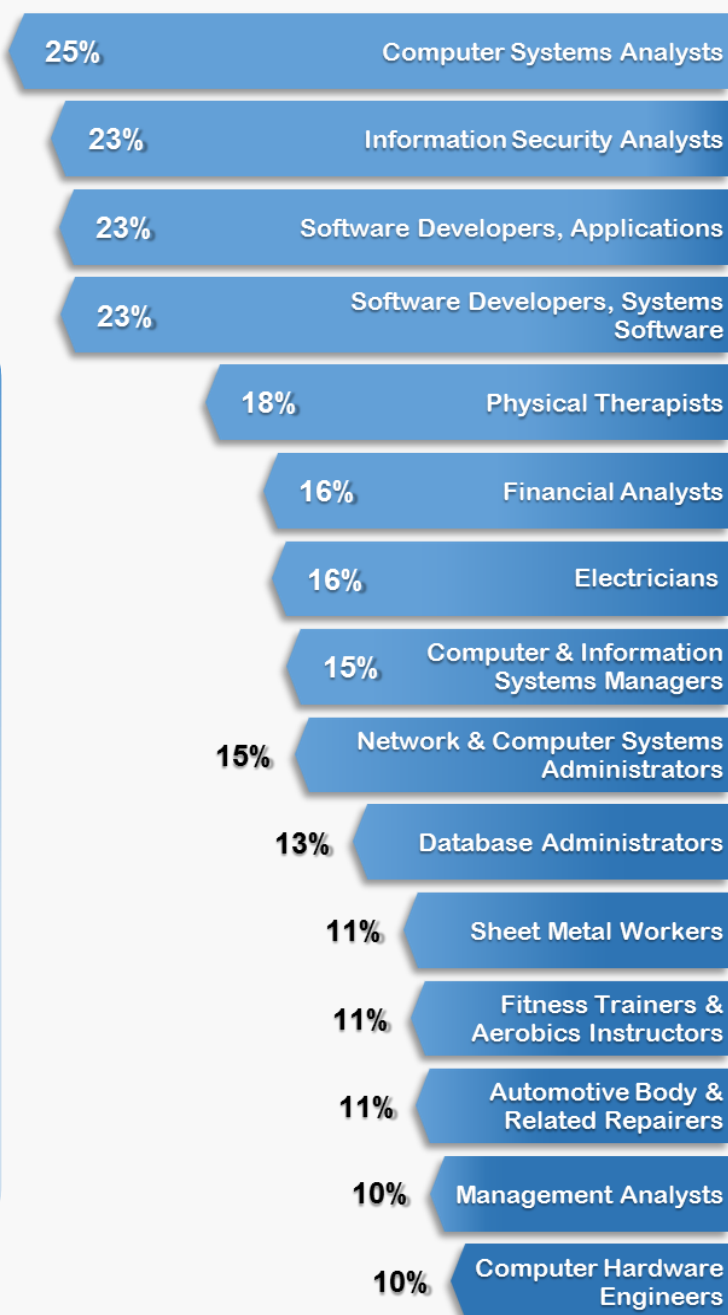 25% Computer Systems Analysts
23% Information Security Analysts
23% Software Developers, Applications
23% Software Developers, Systems
Software
18% Physical Therapists
16% Financial Analysts
16% Electricians
15% Computer & Information
Systems Managers
15% Network & Computer Systems
Administrators
13% Database Administrators
11% Sheet Metal Workers
11% Fitness Trainers &
Aerobics Instructors
11% Automotive Body &
Related Repairers
10% Management Analysts
10% Computer Hardware
Engineers